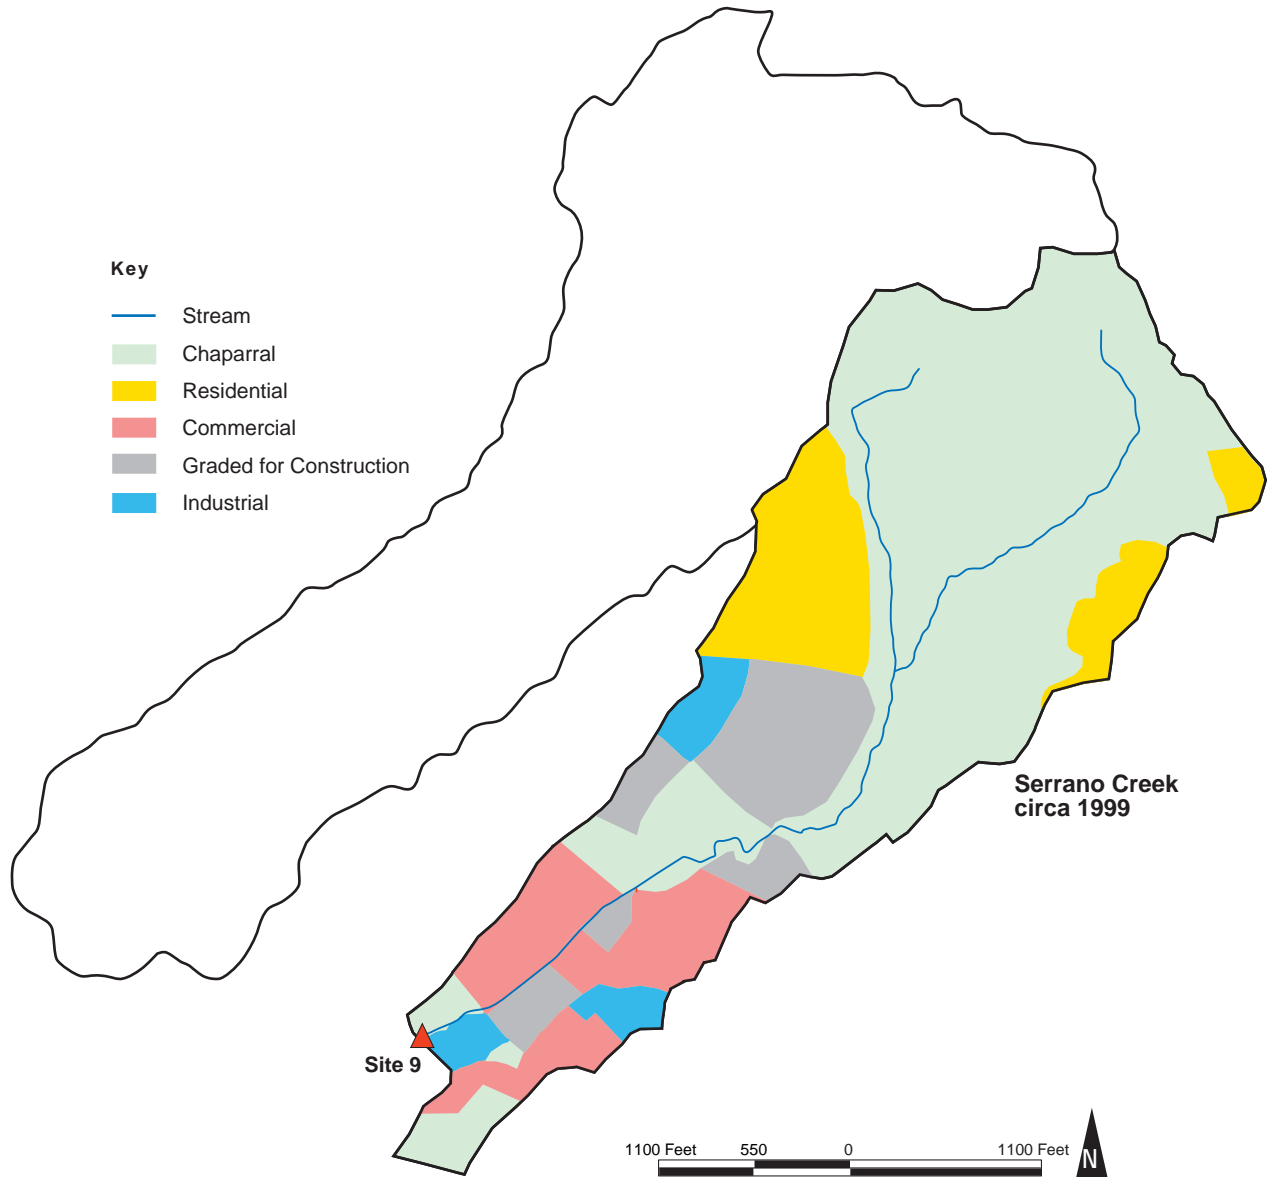 Key
Stream
Chaparral
Residential
Commercial
Graded for Construction
Industrial
Serrano Creek
circa 1999
Site 9
1100 Feet 550 0 1100 Feet
N